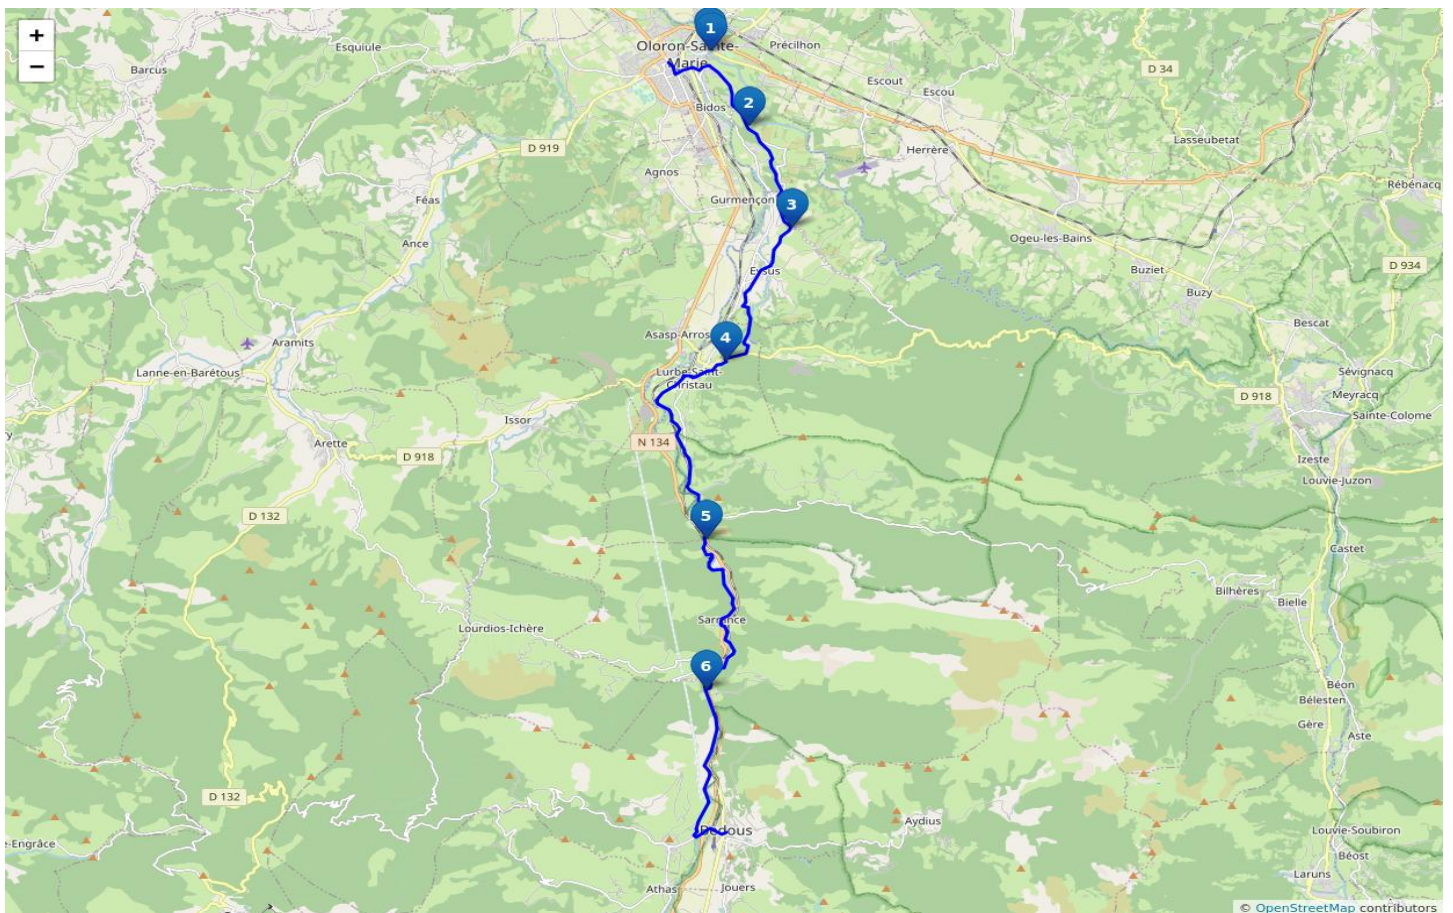 +
−
1
Oloron-Sainte-
Marie
Précilhon
Esquiule
Barcus
Escout
D 34
Escou
2
Bidos
Lasseubetat
D 919
Herrère
Agnos
Rébénacq
Féas
Gurmençon
3
Ance
Ogeu-les-Bains
D 934
Buziet
Eysus
Buzy
Bescat
Asasp-Arros
4
Aramits
Lanne-en-Barétous
Lurbe-Saint-
Christau
Sévignacq
Meyracq
D 918
Sainte-Colome
Issor
Arette
N 134
D 918
Izeste
Louvie-Juzon
D 132
5
Castet
Bilhères
Bielle
Sarrance
Lourdios-Ichère
6
Béon
Bélesten
Gère
Aste
D 132
Aydius
Bedous
Louvie-Soubiron
e-Engrâce
Béost
Laruns
Athas
Jouers
© OpenStreetMap contributors